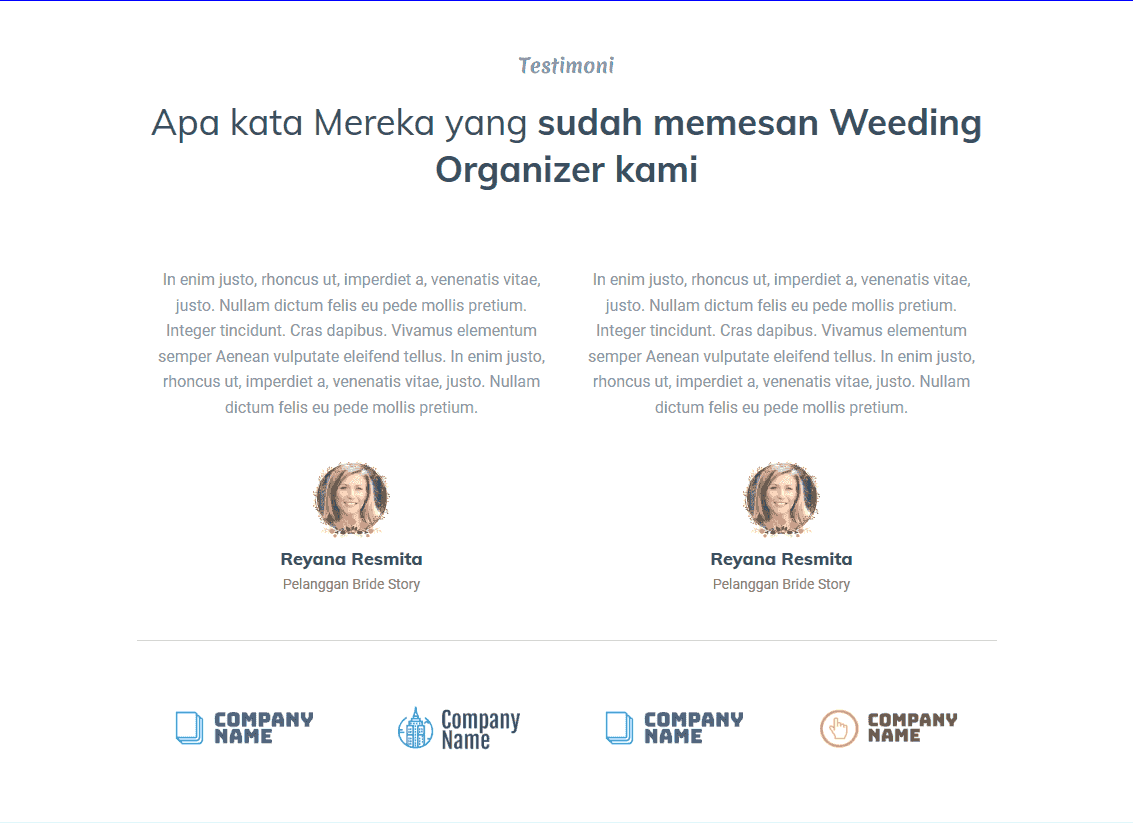 Testimoni
Apa kata Mereka yang sudah memesan Weeding
Organizer kami
In enim justo, rhoncus ut, imperdiet a, venenatis vitae,
justo. Nullam dictum felis eu pede mollis pretium.
Integer tincidunt. Cras dapibus. Vivamus elementum
semper Aenean vulputate eleifend tellus. In enim justo,
rhoncus ut, imperdiet a, venenatis vitae, justo. Nullam
dictum felis eu pede mollis pretium.
Reyana Resmita
Pelanggan Bride Story
In enim justo, rhoncus ut, imperdiet a, venenatis vitae,
justo. Nullam dictum felis eu pede mollis pretium.
Integer tincidunt. Cras dapibus. Vivamus elementum
semper Aenean vulputate eleifend tellus. In enim justo,
rhoncus ut, imperdiet a, venenatis vitae, justo. Nullam
dictum felis eu pede mollis pretium.
Reyana Resmita
Pelanggan Bride Story
COMPANY
NAME
Company
Name
COMPANY
NAME
COMPANY
NAME